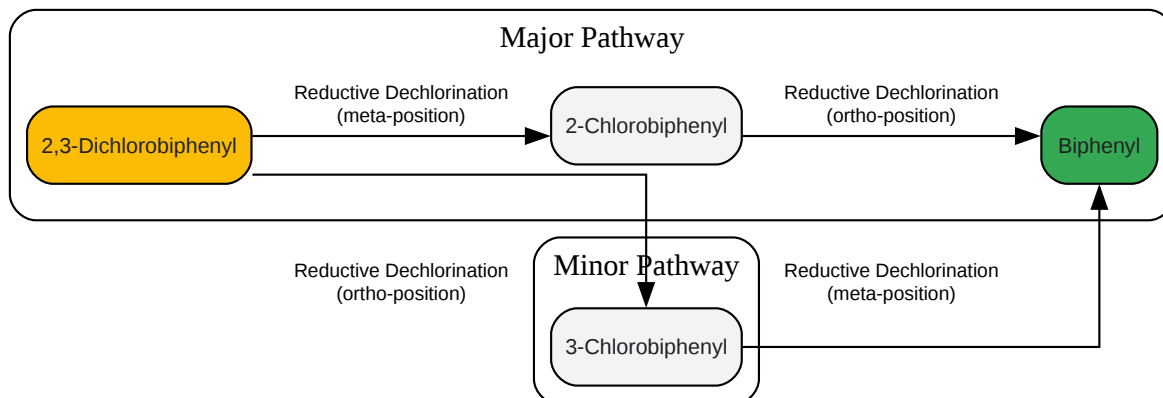 Major Pathway
Reductive Dechlorination
(meta-position)
Reductive Dechlorination
(ortho-position)
2,3-Dichlorobiphenyl
2-Chlorobiphenyl
Biphenyl
Minor Pathway
Reductive Dechlorination
(ortho-position)
Reductive Dechlorination
(meta-position)
3-Chlorobiphenyl